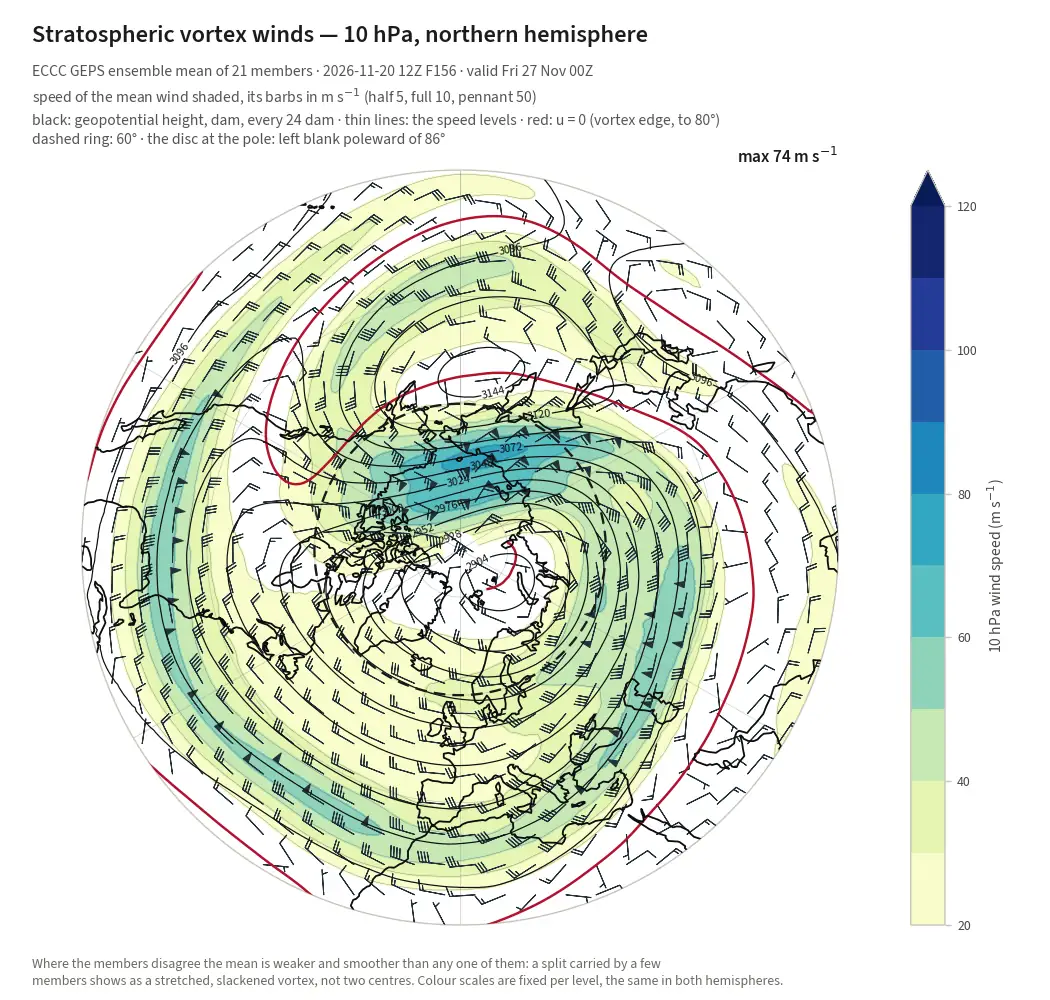 Stratospheric vortex winds — 10 hPa, northern hemisphere
ECCC GEPS ensemble mean of 21 members · 2026-11-20 12Z F156 · valid Fri 27 Nov 00Z
speed of the mean wind shaded, its barbs in m s⁻¹ (half 5, full 10, pennant 50)
black: geopotential height, dam, every 24 dam · thin lines: the speed levels · red: u = 0 (vortex edge, to 80°)
dashed ring: 60° · the disc at the pole: left blank poleward of 86°
max 74 m s⁻¹
3096
3096
3096
3144
3120
3072
3024
2976
2952
2904
120
100
80
60
40
20
10 hPa wind speed (m s⁻¹)
Where the members disagree the mean is weaker and smoother than any one of them: a split carried by a few
members shows as a stretched, slackened vortex, not two centres. Colour scales are fixed per level, the same in both hemispheres.